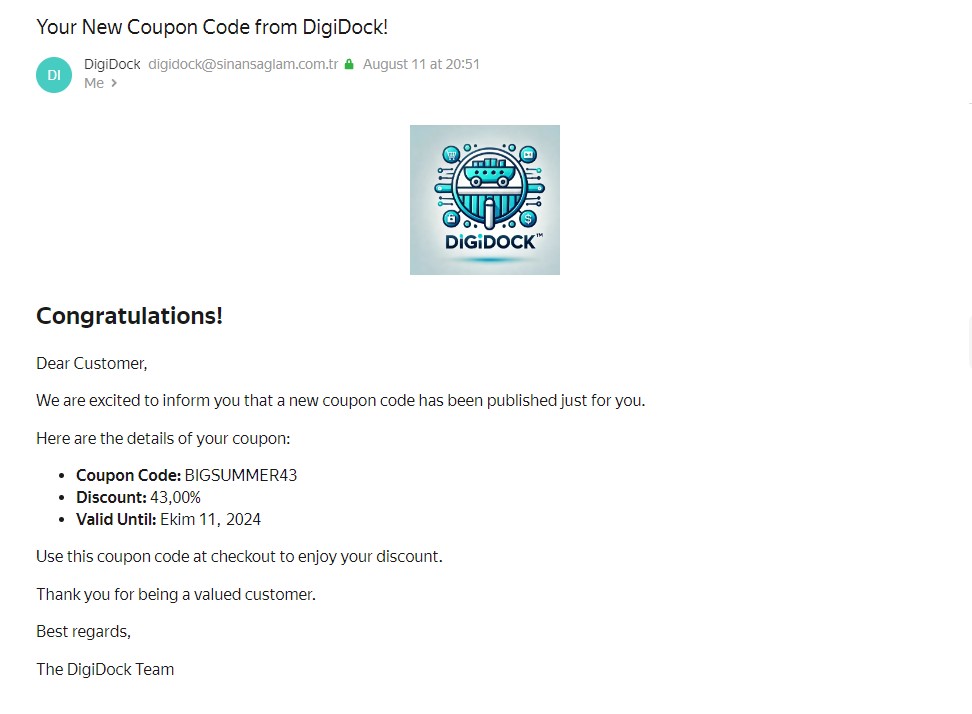 Your New Coupon Code from DigiDock!
DigiDock digidock@sinansaglam.com.tr August 11 at 20:51
DI
Me >
DiGiDOCK™
Congratulations!
Dear Customer,
We are excited to inform you that a new coupon code has been published just for you.
Here are the details of your coupon:
• Coupon Code: BIGSUMMER43
• Discount: 43,00%
• Valid Until: Ekim 11, 2024
Use this coupon code at checkout to enjoy your discount.
Thank you for being a valued customer.
Best regards,
The DigiDock Team